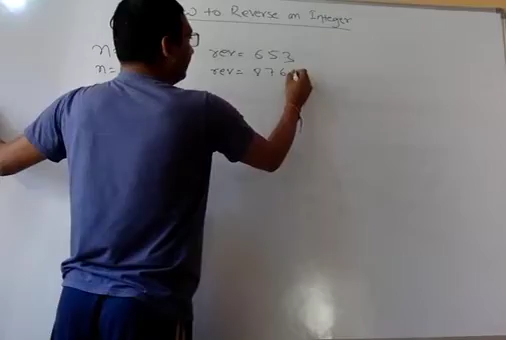 to Reverse an Integer
n= rev= 653
n= rev= 876